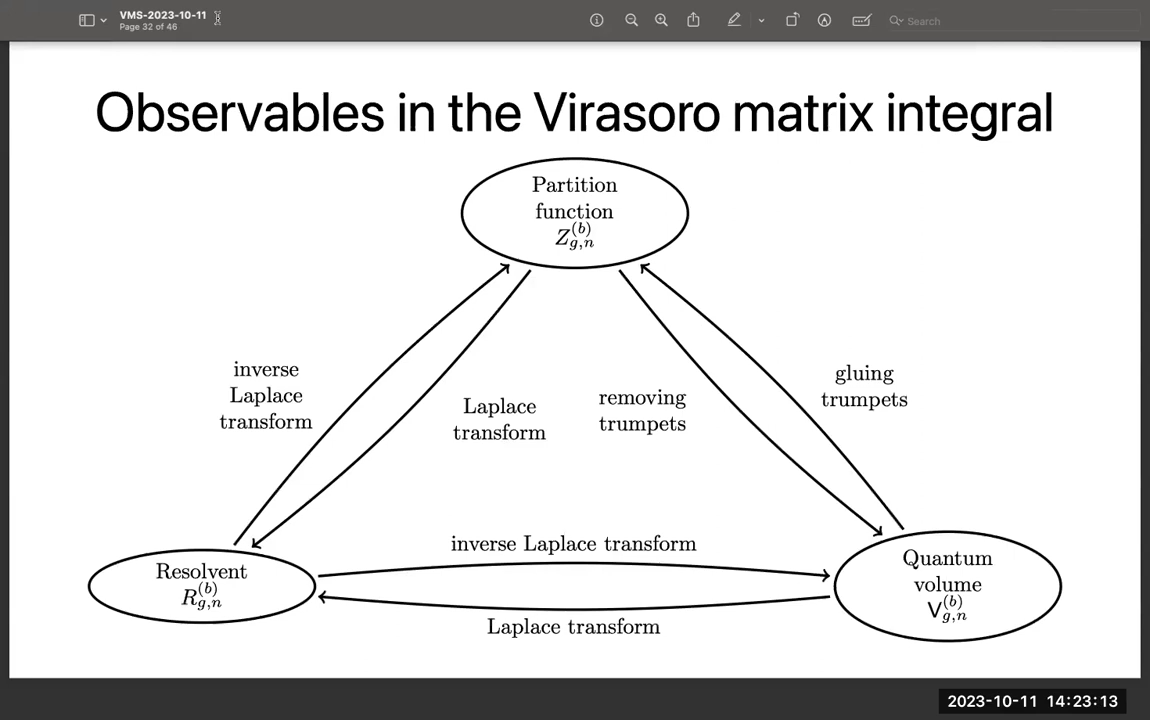 VMS-2023-10-11
Page 32 of 46
Search
Observables in the Virasoro matrix integral
Partition
function
Z_{g,n}^{(b)}
inverse
Laplace
transform
Laplace
transform
removing
trumpets
gluing
trumpets
inverse Laplace transform
Resolvent
R_{g,n}^{(b)}
Quantum
volume
V_{g,n}^{(b)}
Laplace transform
2023-10-11 14:23:13